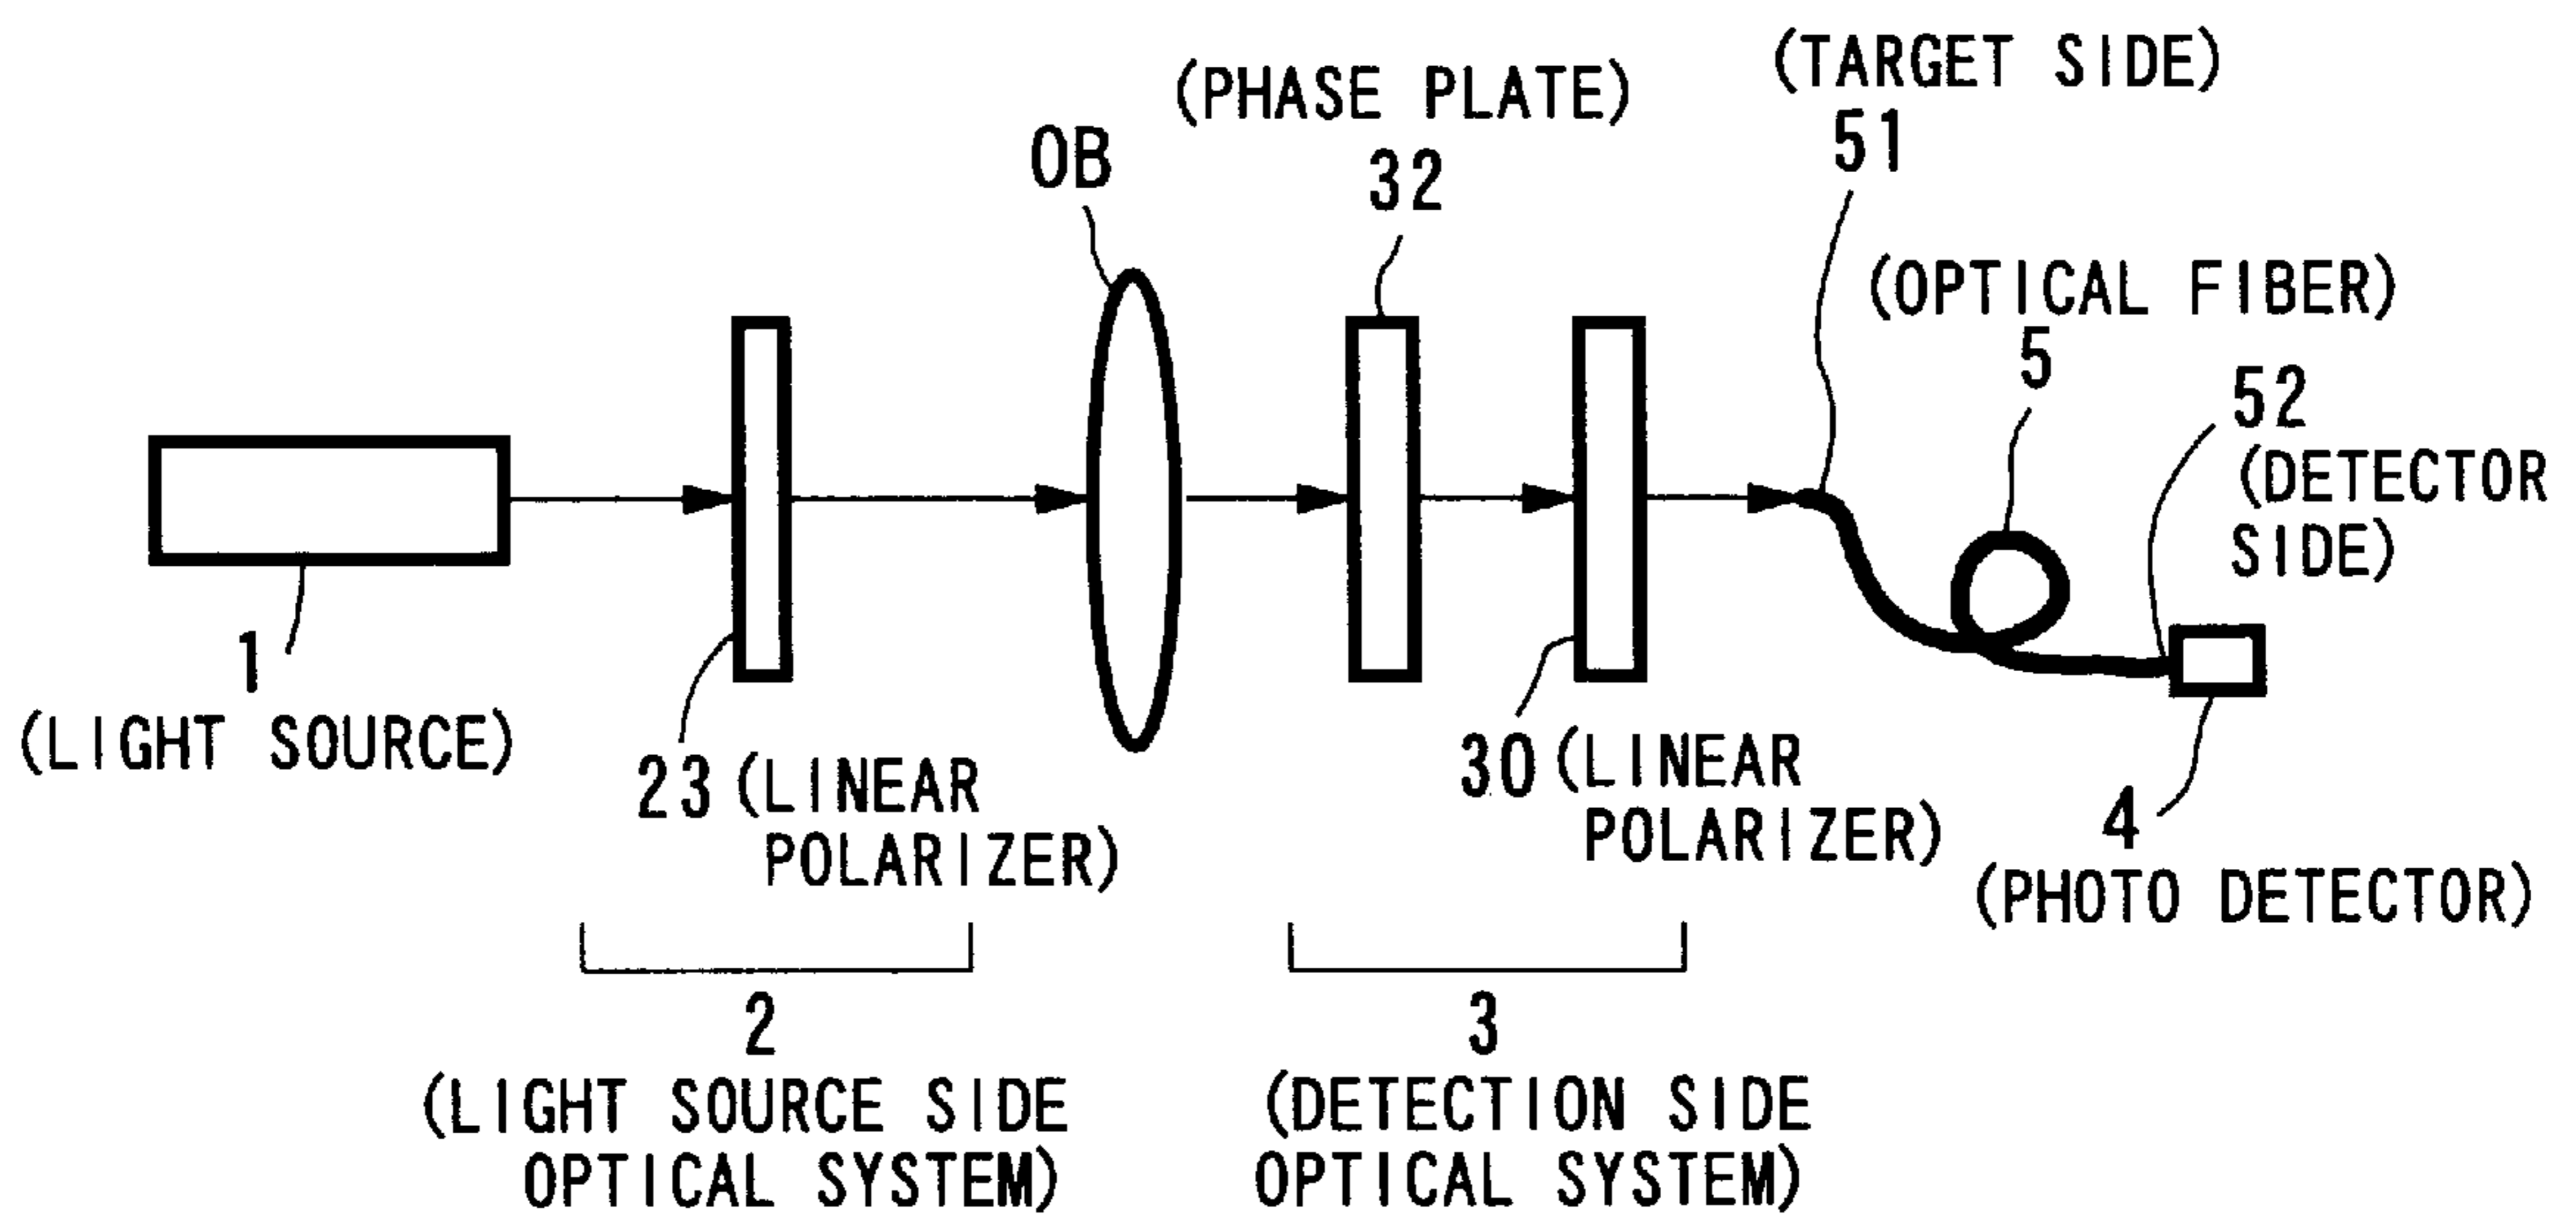 (TARGET SIDE)
51
(PHASE PLATE)
32
OB
(OPTICAL FIBER)
5
52
(DETECTOR
SIDE)
1
(LIGHT SOURCE)
23 (LINEAR
POLARIZER)
30 (LINEAR
POLARIZER)
4
(PHOTO DETECTOR)
2
(LIGHT SOURCE SIDE
OPTICAL SYSTEM)
3
(DETECTION SIDE
OPTICAL SYSTEM)